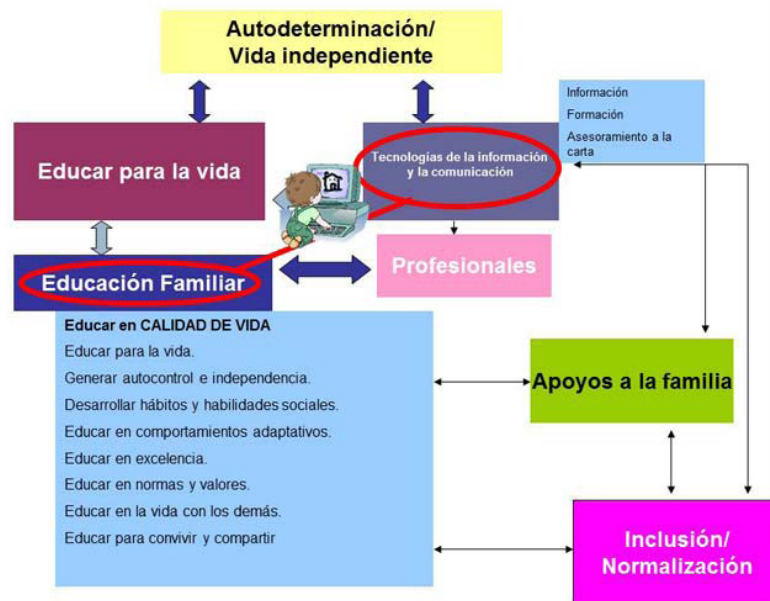 Autodeterminación/
Vida independiente
Información
Formación
Asesoramiento a la
carta
Educar para la vida
Tecnologías de la información
y la comunicación
Educación Familiar
Profesionales
Educar en CALIDAD DE VIDA
Educar para la vida.
Generar autocontrol e independencia.
Desarrollar hábitos y habilidades sociales.
Educar en comportamientos adaptativos.
Educar en excelencia.
Educar en normas y valores.
Educar en la vida con los demás.
Educar para convivir y compartir
Apoyos a la familia
Inclusión/
Normalización